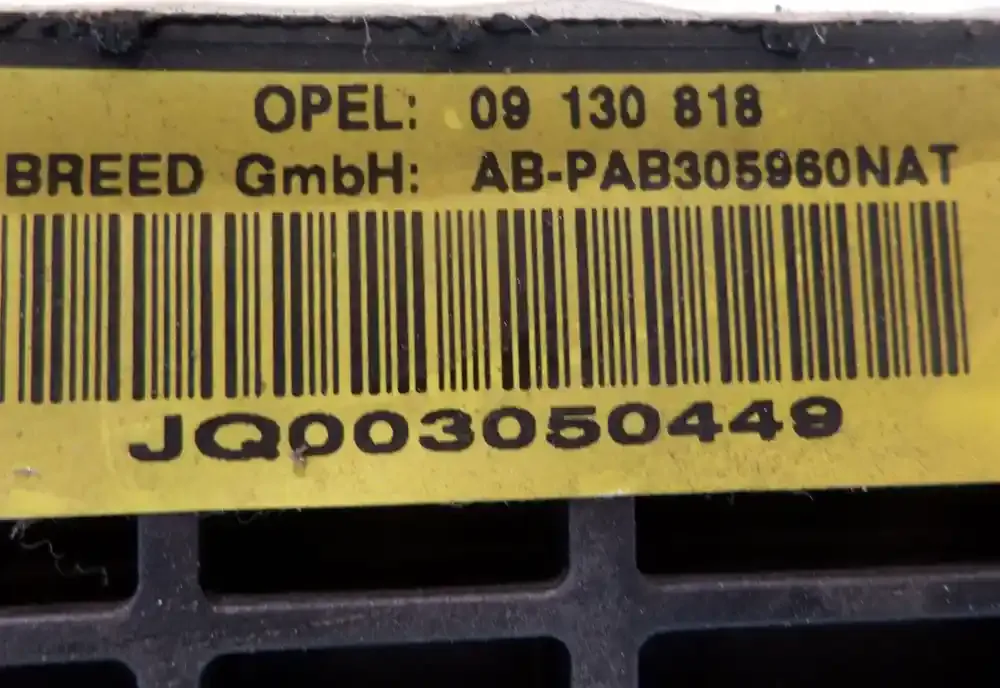 OPEL: 09 130 818
BREED GmbH: AB-PAB305960NAT
JQ003050449